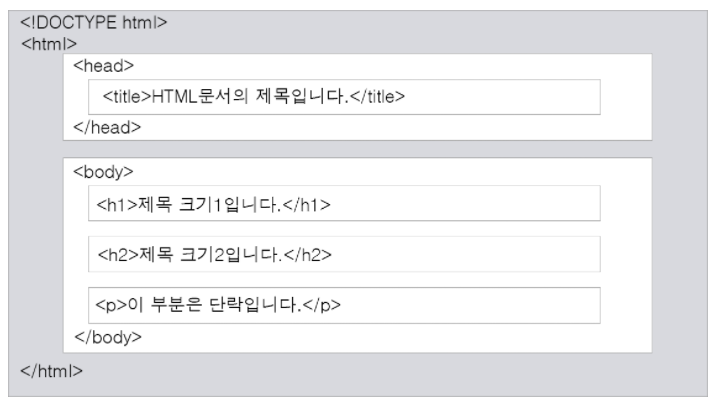 <!DOCTYPE html>
<html>
<head>
<title>HTML문서의 제목입니다.</title>
</head>
<body>
<h1>제목 크기1입니다.</h1>
<h2>제목 크기2입니다.</h2>
<p>이 부분은 단락입니다.</p>
</body>
</html>